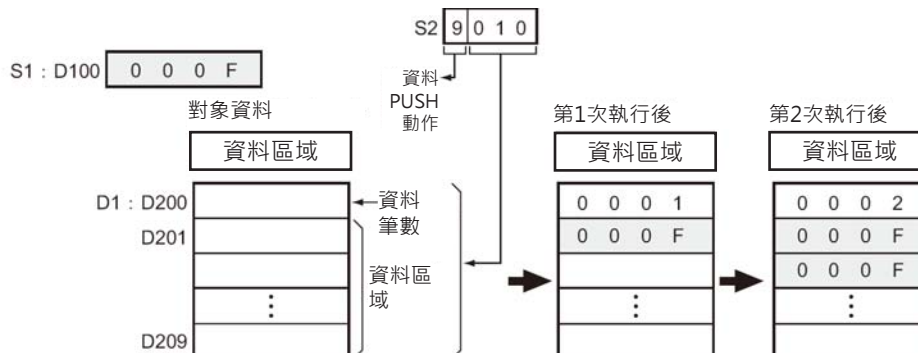 S2 9 0 1 0
S1：D100 0 0 0 F
資料
PUSH
動作
對象資料
第1次執行後
第2次執行後
資料區域
資料區域
資料區域
D1：D200
資料
筆數
0 0 0 1
0 0 0 2
D201
0 0 0 F
0 0 0 F
資料區
域
0 0 0 F
⋮
⋮
⋮
D209